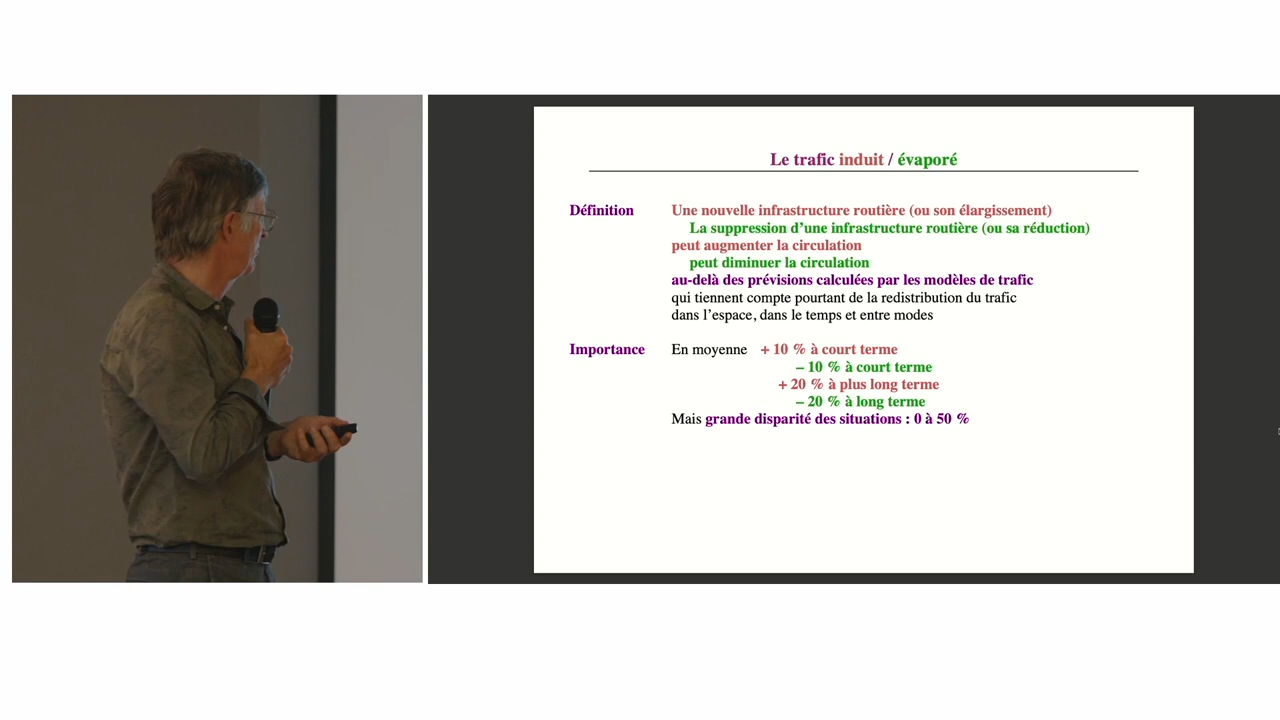 Le trafic induit / évaporé
Définition Une nouvelle infrastructure routière (ou son élargissement)
La suppression d’une infrastructure routière (ou sa réduction)
peut augmenter la circulation
peut diminuer la circulation
au-delà des prévisions calculées par les modèles de trafic
qui tiennent compte pourtant de la redistribution du trafic
dans l’espace, dans le temps et entre modes
Importance En moyenne + 10 % à court terme
– 10 % à court terme
+ 20 % à plus long terme
– 20 % à long terme
Mais grande disparité des situations : 0 à 50 %